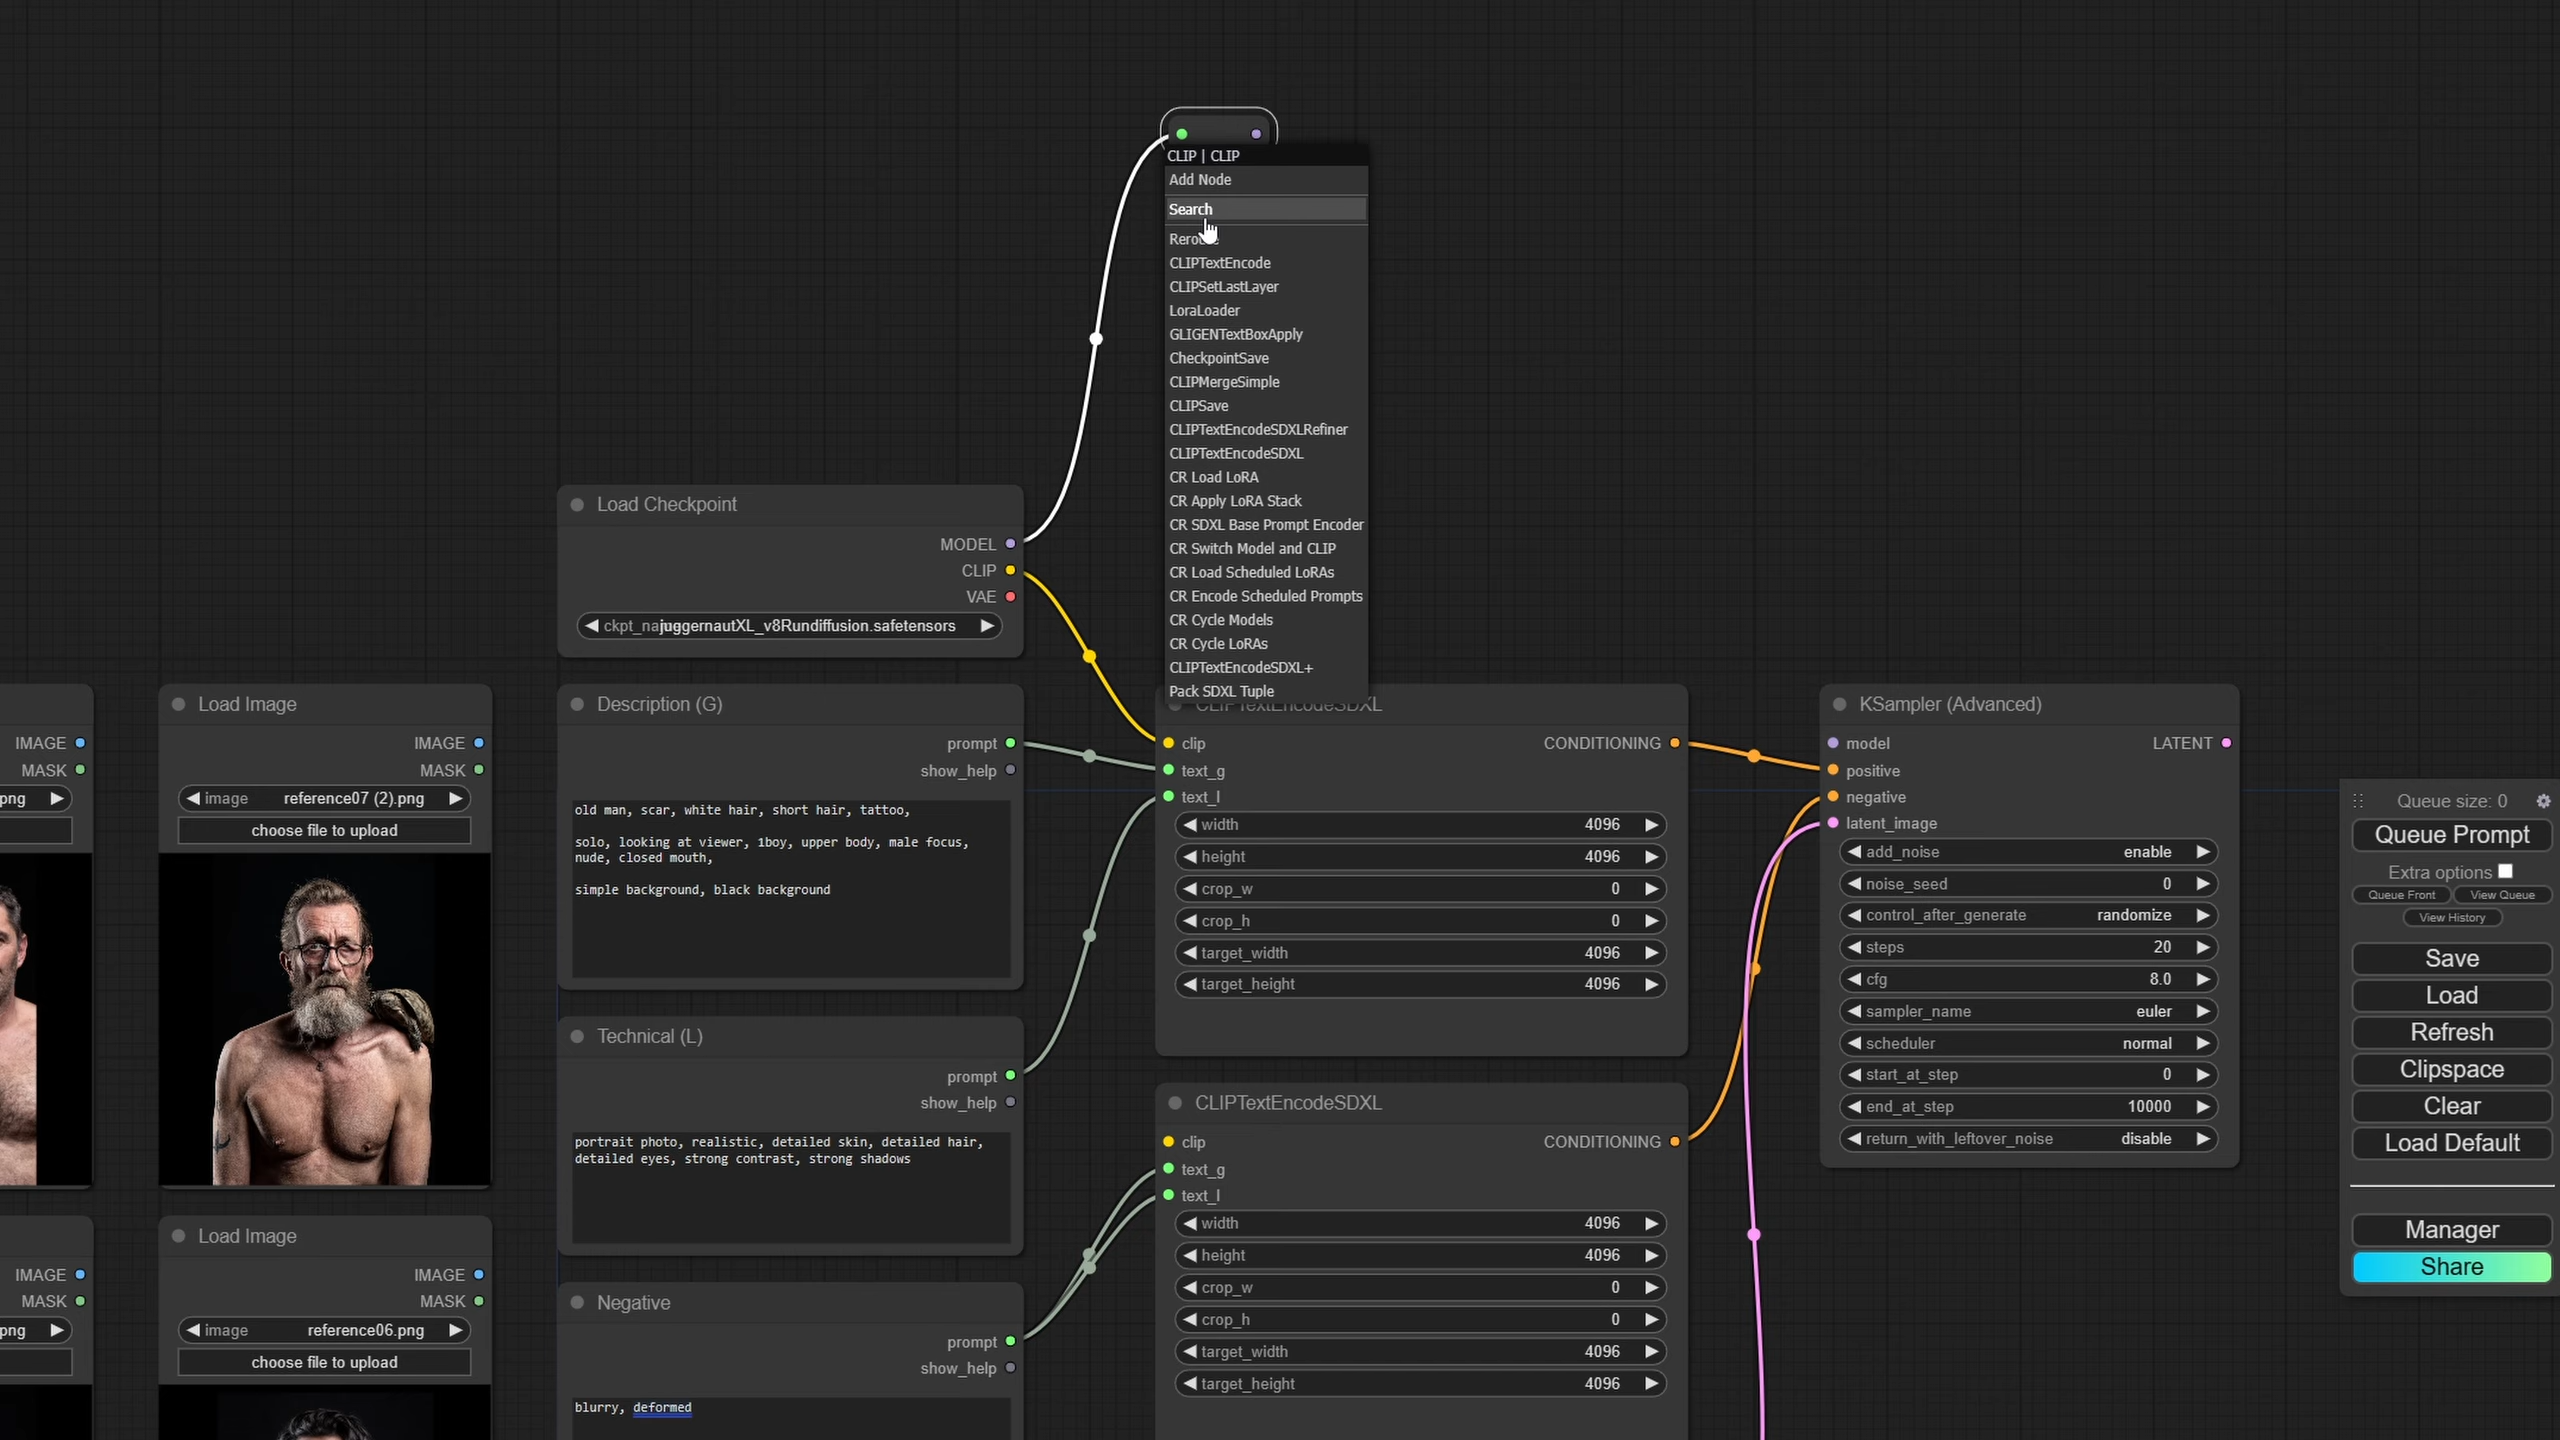 CLIP | CLIP
Add Node
Search
CLIPTextEncode
CLIPSetLastLayer
LoraLoader
GLIGENTextBoxApply
CheckpointSave
CLIPMergeSimple
CLIPSave
CLIPTextEncodeSDXLRefiner
CLIPTextEncodeSDXL
CR Load LoRA
CR Apply LoRA Stack
CR SDXL Base Prompt Encoder
CR Switch Model and CLIP
CR Load Scheduled LoRAs
CR Encode Scheduled Prompts
CR Cycle Models
CR Cycle LoRAs
CLIPTextEncodeSDXL+
Pack SDXL Tuple
Load Checkpoint
MODEL
CLIP
VAE
juggernautXL_v8Rundiffusion.safetensors
IMAGE
MASK
png
Load Image
IMAGE
MASK
image reference07 (2).png
choose file to upload
IMAGE
MASK
png
Load Image
IMAGE
MASK
image reference06.png
choose file to upload
Description (G)
prompt
show_help
old man, scar, white hair, short hair, tattoo,
solo, looking at viewer, 1boy, upper body, male focus,
nude, closed mouth,
simple background, black background
Technical (L)
prompt
show_help
portrait photo, realistic, detailed skin, detailed hair,
detailed eyes, strong contrast, strong shadows
Negative
prompt
show_help
blurry, deformed
CLIPTextEncodeSDXL
clip CONDITIONING
text_g
text_l
width 4096
height 4096
crop_w 0
crop_h 0
target_width 4096
target_height 4096
CLIPTextEncodeSDXL
clip CONDITIONING
text_g
text_l
width 4096
height 4096
crop_w 0
crop_h 0
target_width 4096
target_height 4096
KSampler (Advanced)
model LATENT
positive
negative
latent_image
add_noise enable
noise_seed 0
control_after_generate randomize
steps 20
cfg 8.0
sampler_name euler
scheduler normal
start_at_step 0
end_at_step 10000
return_with_leftover_noise disable
Queue size: 0
Queue Prompt
Extra options
Queue Front View Queue
View History
Save
Load
Refresh
Clipspace
Clear
Load Default
Manager
Share